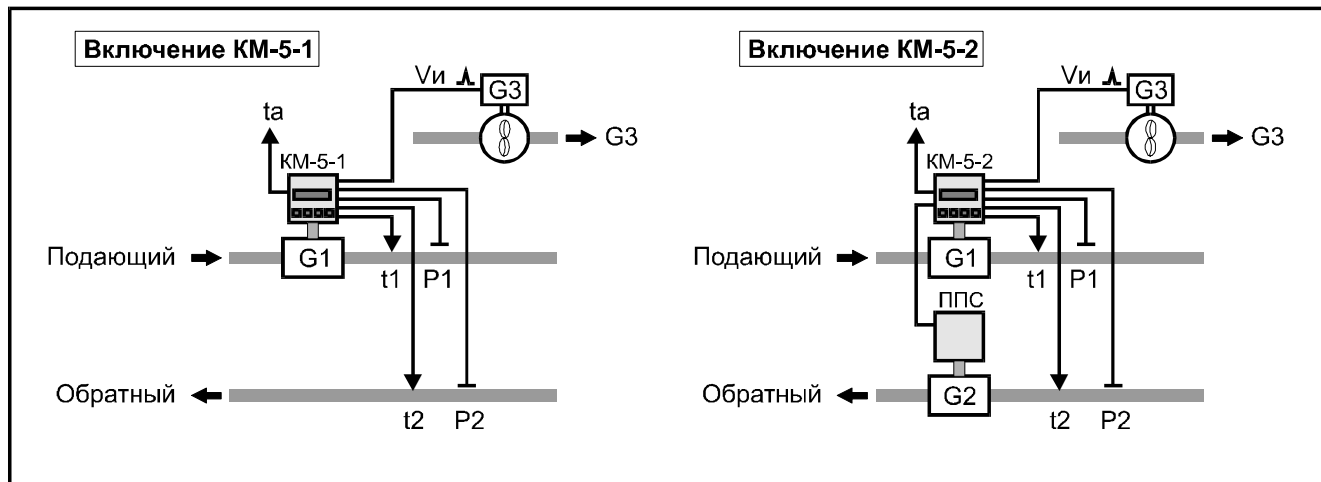 Включение КМ-5-1
Vи
G3
ta
G3
КМ-5-1
Подающий
G1
t1
P1
Обратный
t2
P2
Включение КМ-5-2
Vи
G3
ta
G3
КМ-5-2
Подающий
G1
t1
P1
ППС
Обратный
G2
t2
P2